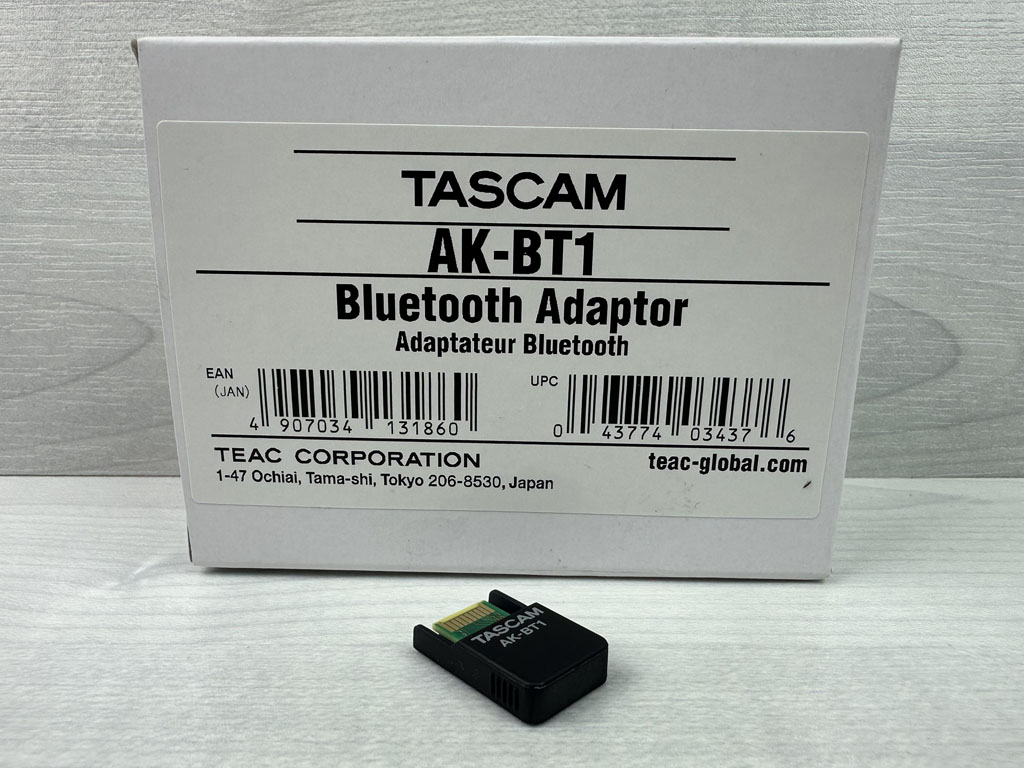 TASCAM
AK-BT1
Bluetooth Adaptor
Adaptateur Bluetooth
EAN
(JAN)
4 907034 131860
UPC
0 43774 03437 6
TEAC CORPORATION
teac-global.com
1-47 Ochiai, Tama-shi, Tokyo 206-8530, Japan
TASCAM
AK-BT1